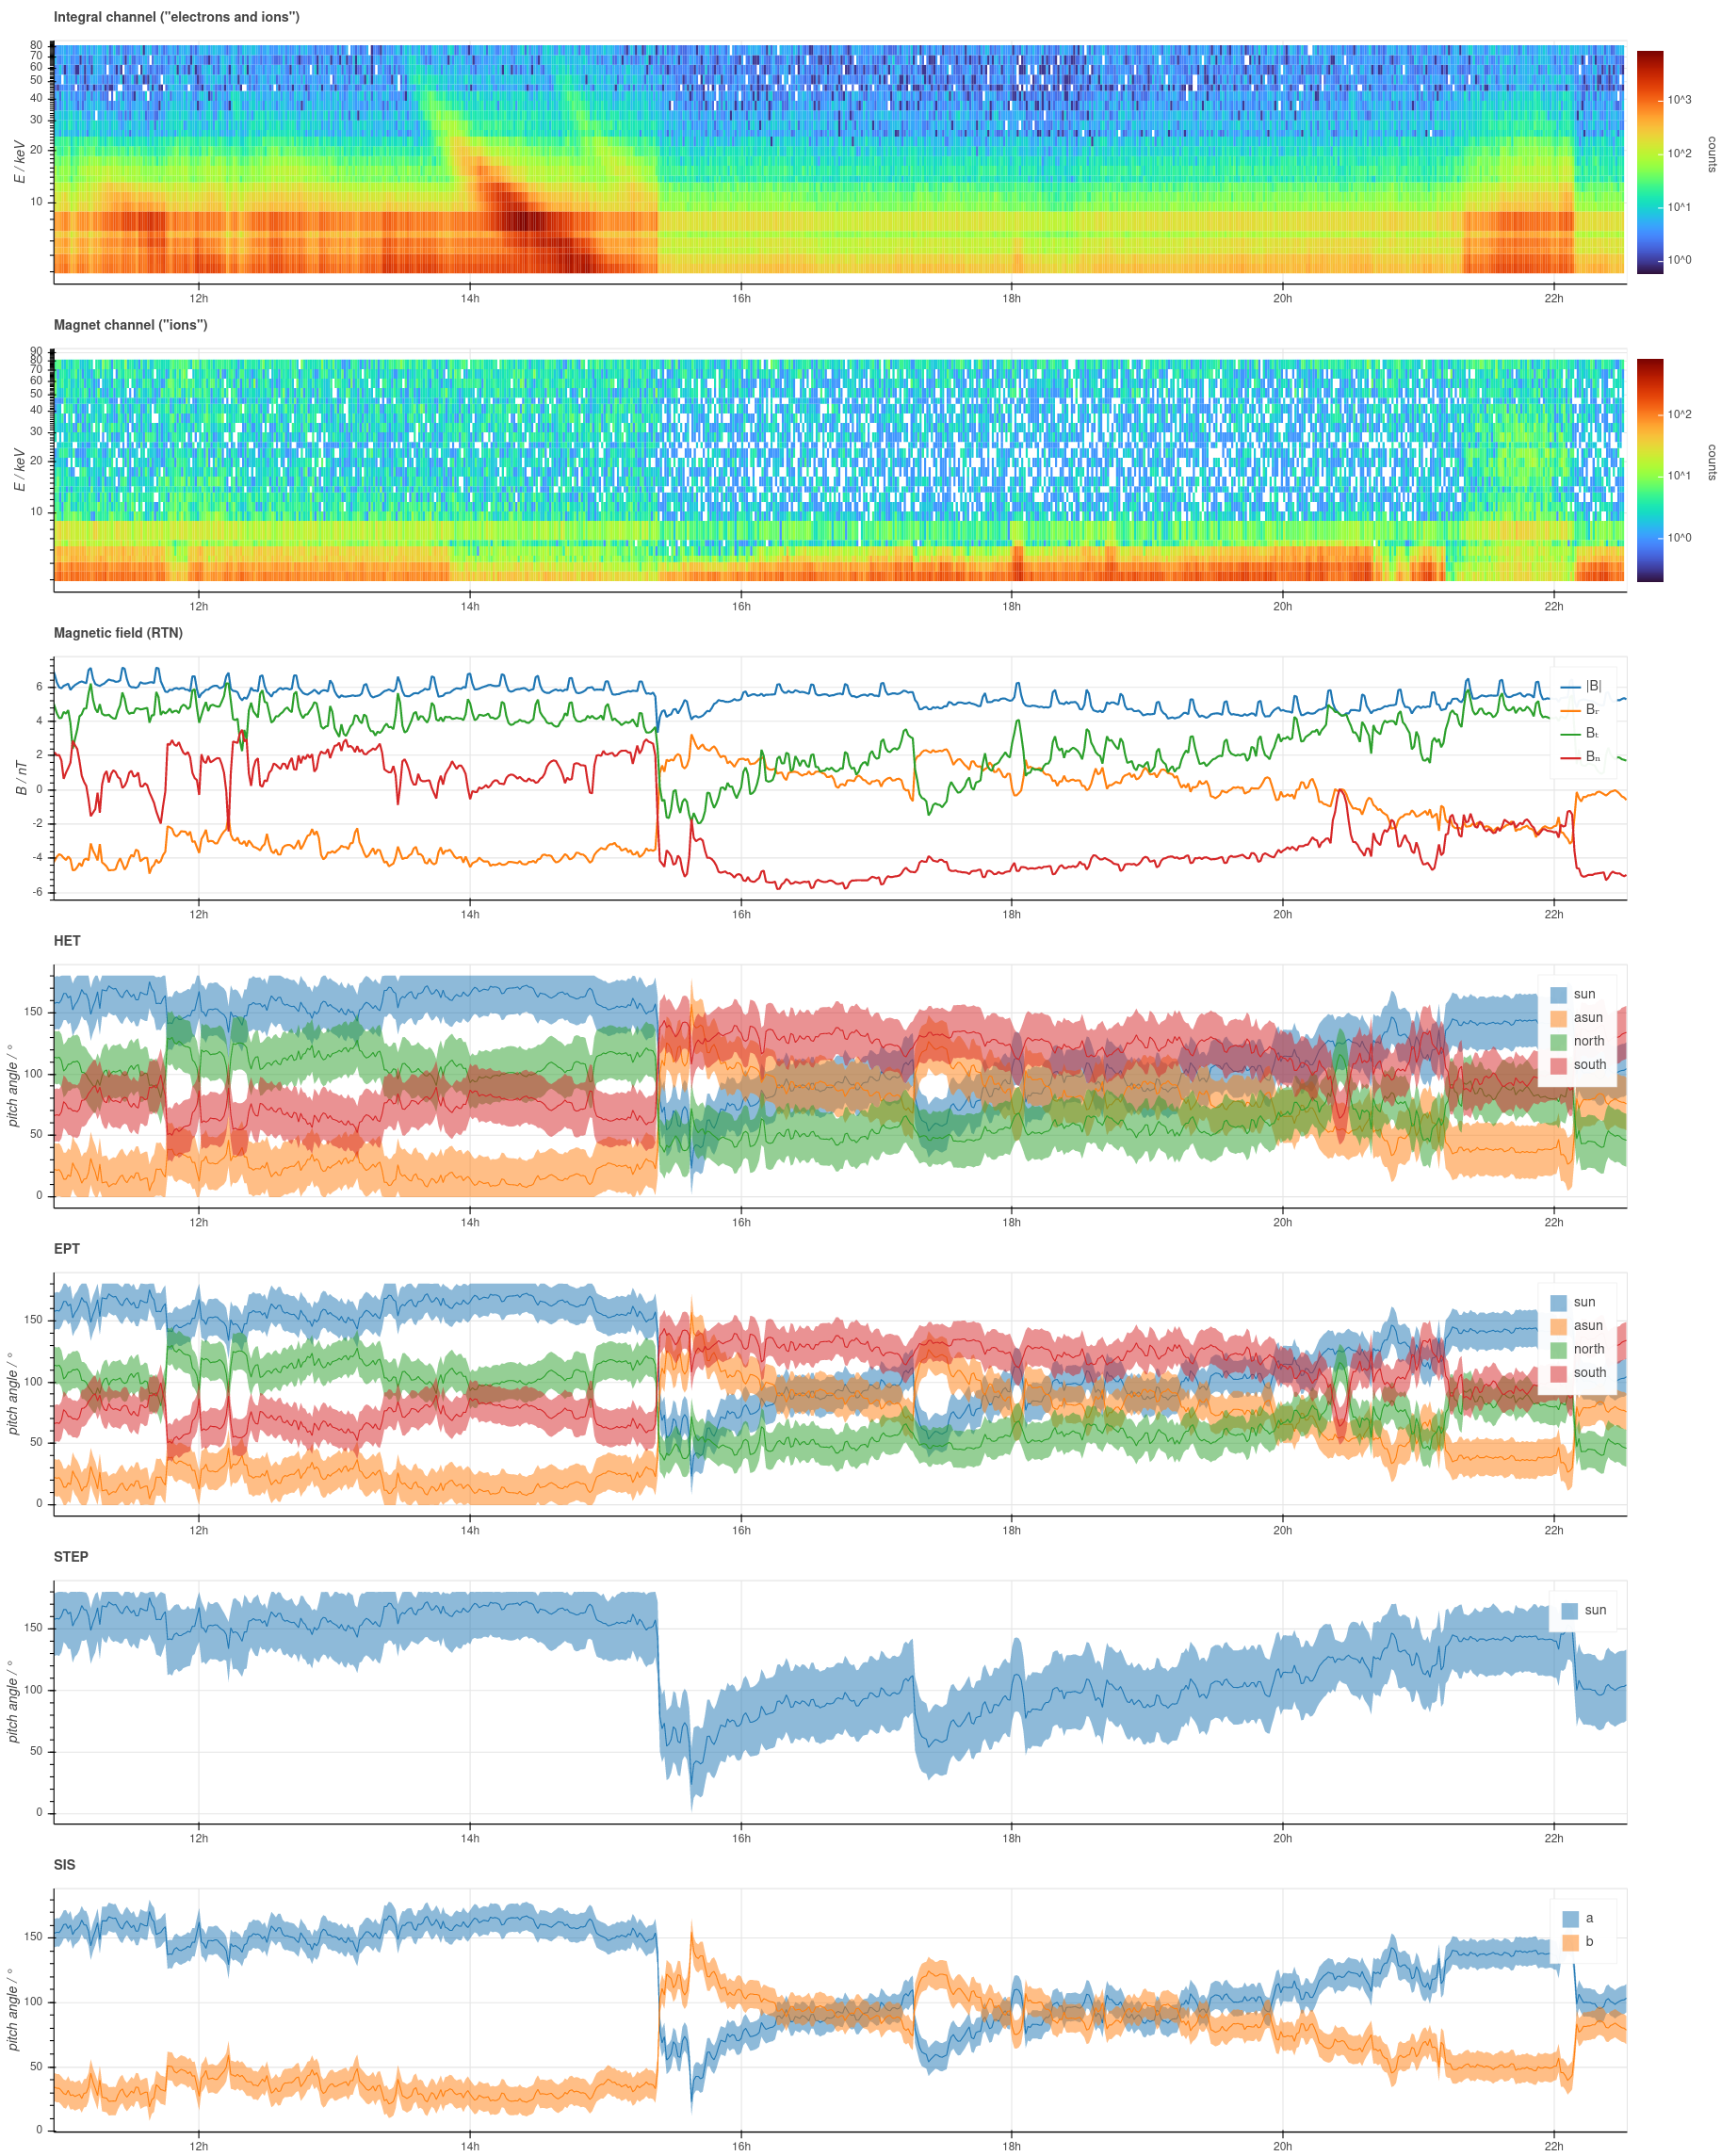 Integral channel ("electrons and ions")
E / keV
80
70
60
50
40
30
20
10
12h 14h 16h 18h 20h 22h
10^3
10^2
10^1
10^0
counts
Magnet channel ("ions")
E / keV
90
80
70
60
50
40
30
20
10
12h 14h 16h 18h 20h 22h
10^2
10^1
10^0
counts
Magnetic field (RTN)
B / nT
6
4
2
0
-2
-4
-6
|B|
Bᵣ
Bₜ
Bₙ
12h 14h 16h 18h 20h 22h
HET
pitch angle / °
150
100
50
0
sun
asun
north
south
12h 14h 16h 18h 20h 22h
EPT
pitch angle / °
150
100
50
0
sun
asun
north
south
12h 14h 16h 18h 20h 22h
STEP
pitch angle / °
150
100
50
0
sun
12h 14h 16h 18h 20h 22h
SIS
pitch angle / °
150
100
50
0
a
b
12h 14h 16h 18h 20h 22h